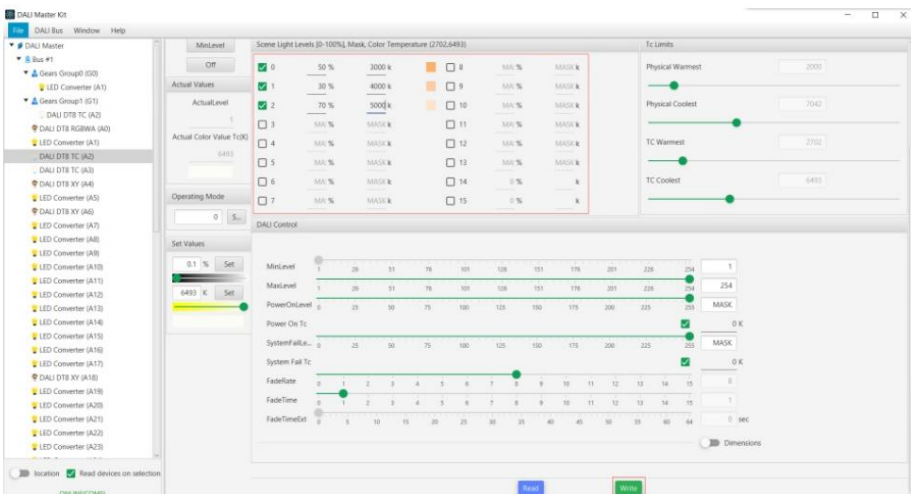 DALI Master Kit
File DALI Bus Window Help
DALI Master
Bus #1
Gears Group0 (G0)
LED Converter (A1)
Gears Group1 (G1)
DALI DT8 TC (A2)
DALI DT8 RGBWA (A0)
LED Converter (A1)
DALI DT8 TC (A2)
DALI DT8 TC (A3)
DALI DT8 XY (A4)
LED Converter (A5)
DALI DT8 XY (A6)
LED Converter (A7)
LED Converter (A8)
LED Converter (A9)
LED Converter (A10)
LED Converter (A11)
LED Converter (A12)
LED Converter (A13)
LED Converter (A14)
LED Converter (A15)
LED Converter (A16)
LED Converter (A17)
DALI DT8 XY (A18)
LED Converter (A19)
LED Converter (A20)
LED Converter (A21)
LED Converter (A22)
LED Converter (A23)
location Read devices on selection
MinLevel
Off
Actual Values
ActualLevel
1
Actual Color Value Tc(K)
6493
Operating Mode
0 S...
Set Values
0.1 % Set
6493 K Set
Scene Light Levels [0-100%], Mask, Color Temperature (2702,6493)
0 50 % 3000 k 8 MA: % MASK k
1 30 % 4000 k 9 MA: % MASK k
2 70 % 5000 k 10 MA: % MASK k
3 MA: % MASK k 11 MA: % MASK k
4 MA: % MASK k 12 MA: % MASK k
5 MA: % MASK k 13 MA: % MASK k
6 MA: % MASK k 14 0 % k
7 MA: % MASK k 15 0 % k
Tc Limits
Physical Warmest 2000
Physical Coolest 7042
TC Warmest 2702
TC Coolest 6493
DALI Control
MinLevel 1 26 51 76 101 126 151 176 201 226 254 1
MaxLevel 1 26 51 76 101 126 151 176 201 226 254 254
PowerOnLevel 0 25 50 75 100 125 150 175 200 225 255 MASK
Power On Tc 0 K
SystemFailLe... 0 25 50 75 100 125 150 175 200 225 255 MASK
System Fail Tc 0 K
FadeRate 0 1 2 3 4 5 6 7 8 9 10 11 12 13 14 15 8
FadeTime 0 1 2 3 4 5 6 7 8 9 10 11 12 13 14 15 1
FadeTimeExt 0 5 10 15 20 25 30 35 40 45 50 55 60 64 0 sec
Dimensions
Read Write